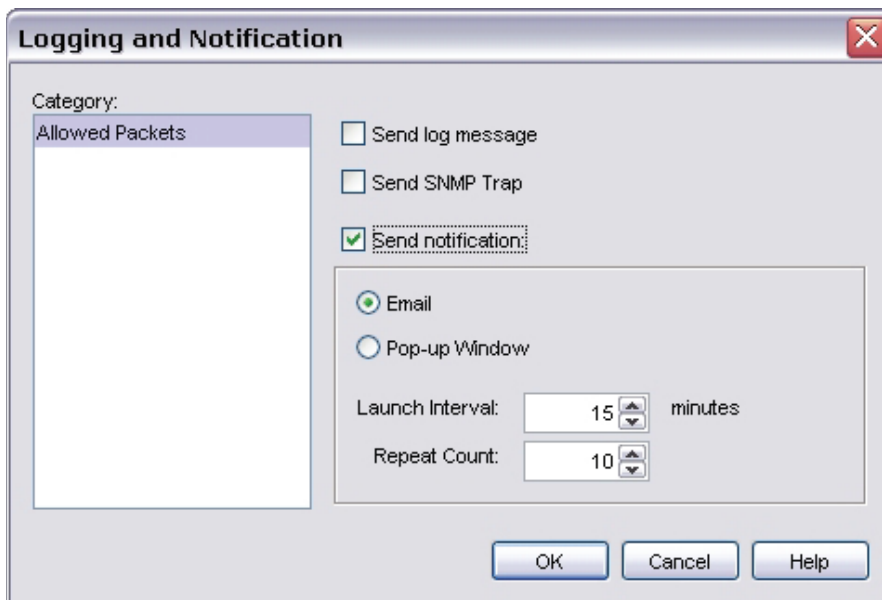 Logging and Notification
Category:
Allowed Packets
Send log message
Send SNMP Trap
Send notification:
Email
Pop-up Window
Launch Interval: 15 minutes
Repeat Count: 10
OK Cancel Help